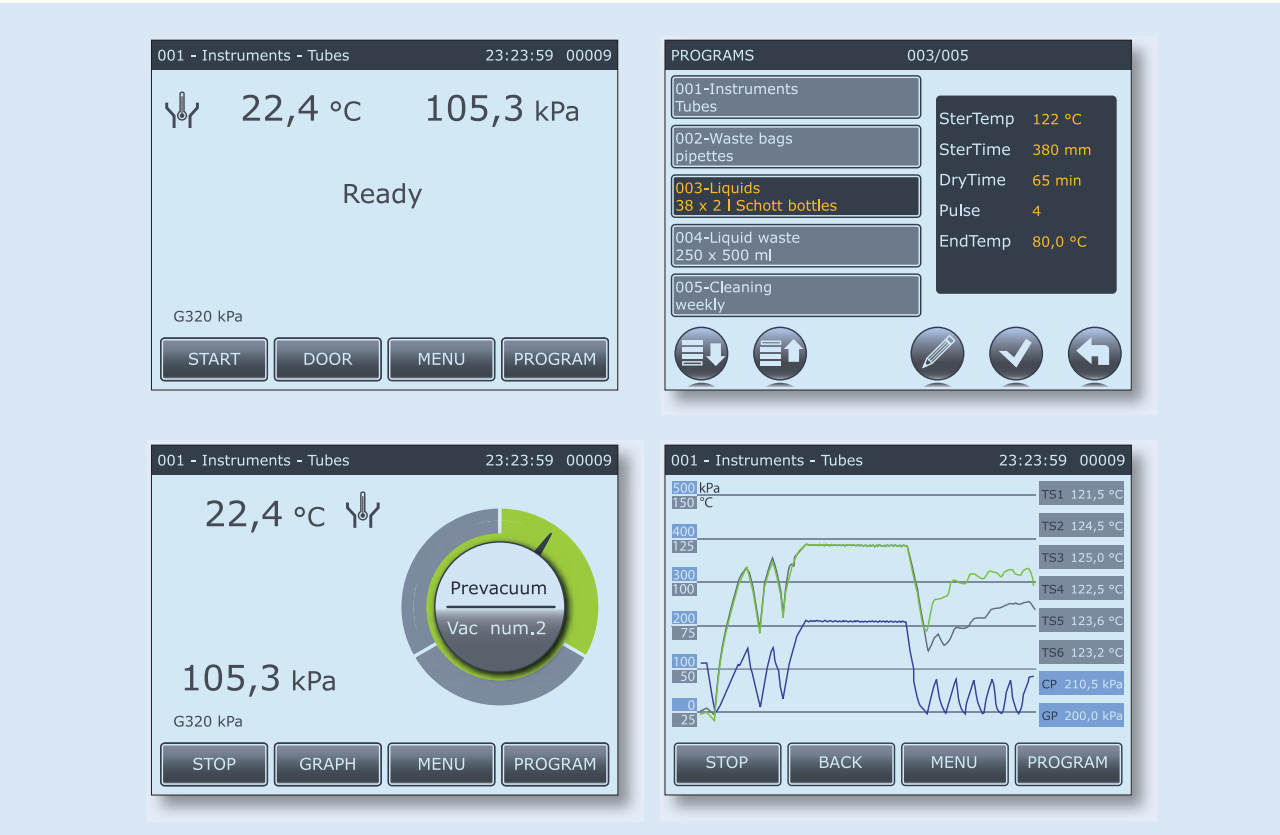 001 - Instruments - Tubes 23:23:59 00009
22,4 °C 105,3 kPa
Ready
G320 kPa
START DOOR MENU PROGRAM
PROGRAMS 003/005
001-Instruments
Tubes
002-Waste bags
pipettes
003-Liquids
38 x 2 l Schott bottles
004-Liquid waste
250 x 500 ml
005-Cleaning
weekly
SterTemp 122 °C
SterTime 380 mm
DryTime 65 min
Pulse 4
EndTemp 80,0 °C
001 - Instruments - Tubes 23:23:59 00009
22,4 °C
Prevacuum
Vac num.2
105,3 kPa
G320 kPa
STOP GRAPH MENU PROGRAM
001 - Instruments - Tubes 23:23:59 00009
500 kPa
150 °C
400
125
300
100
200
75
100
50
0
25
TS1 121,5 °C
TS2 124,5 °C
TS3 125,0 °C
TS4 122,5 °C
TS5 123,6 °C
TS6 123,2 °C
CP 210,5 kPa
GP 200,0 kPa
STOP BACK MENU PROGRAM